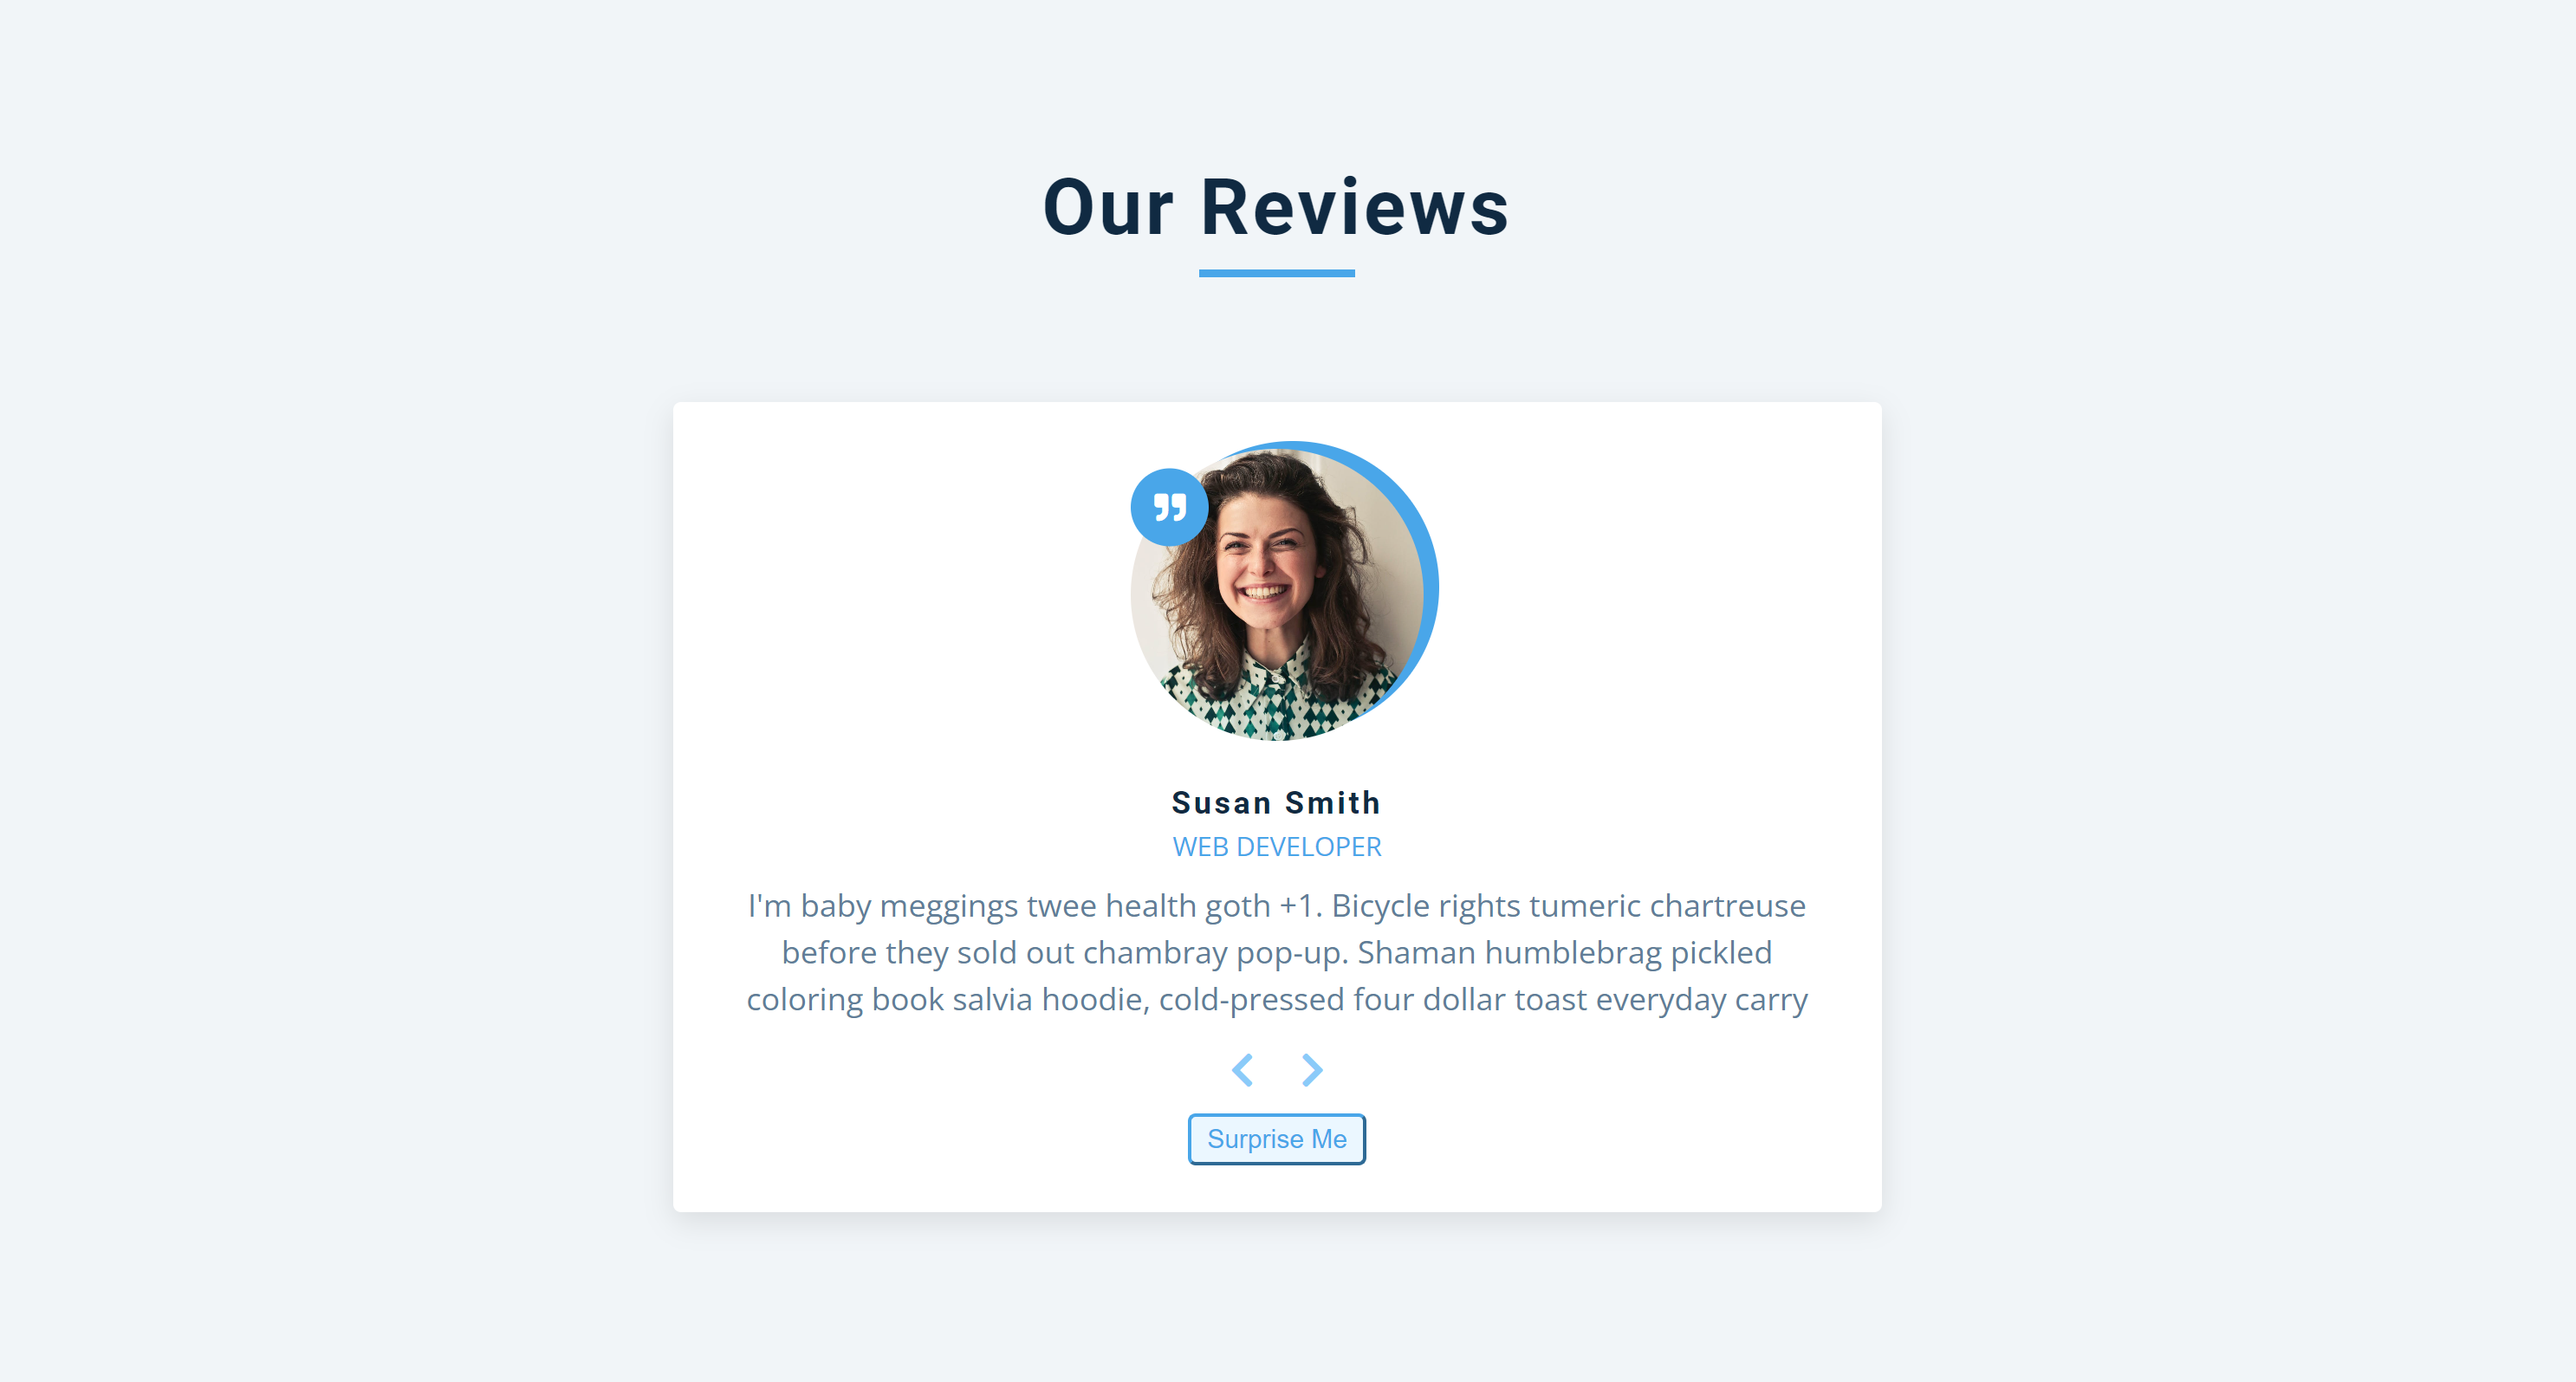 Our Reviews
Susan Smith
WEB DEVELOPER
I'm baby meggings twee health goth +1. Bicycle rights tumeric chartreuse
before they sold out chambray pop-up. Shaman humblebrag pickled
coloring book salvia hoodie, cold-pressed four dollar toast everyday carry
Surprise Me